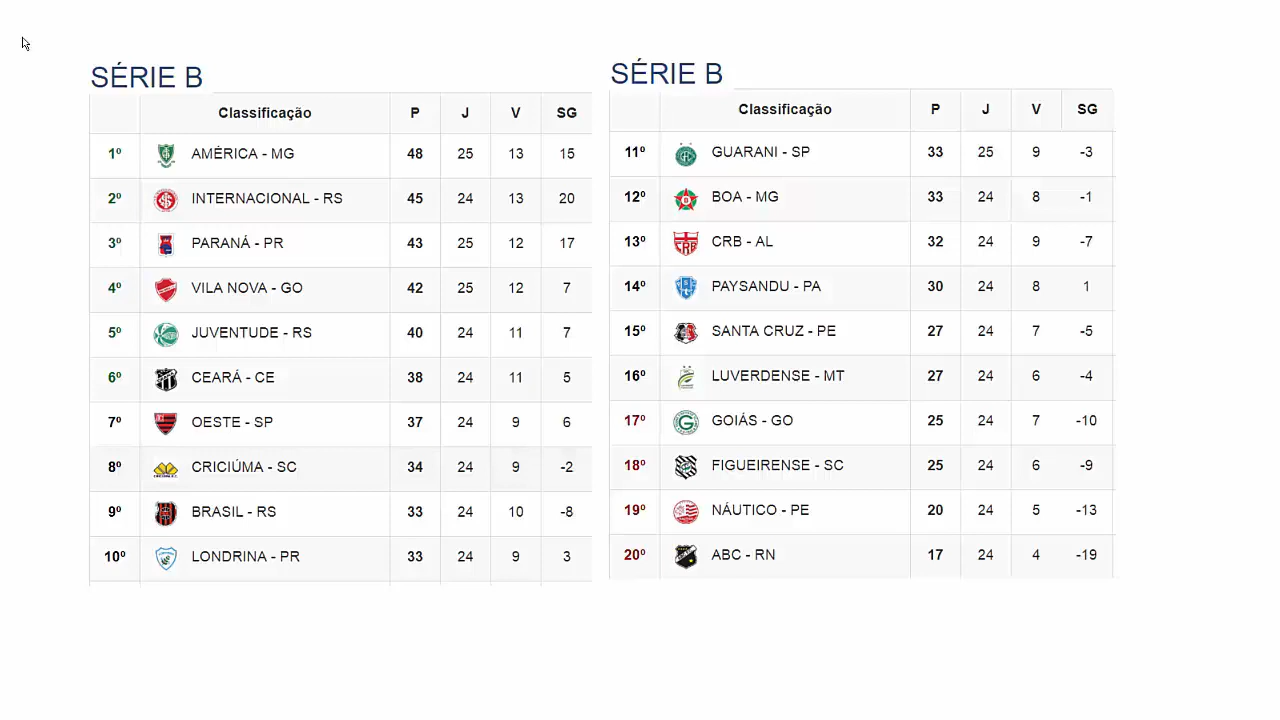 SÉRIE B
Classificação P J V SG
1º AMÉRICA - MG 48 25 13 15
2º INTERNACIONAL - RS 45 24 13 20
3º PARANÁ - PR 43 25 12 17
4º VILA NOVA - GO 42 25 12 7
5º JUVENTUDE - RS 40 24 11 7
6º CEARÁ - CE 38 24 11 5
7º OESTE - SP 37 24 9 6
8º CRICIÚMA - SC 34 24 9 -2
9º BRASIL - RS 33 24 10 -8
10º LONDRINA - PR 33 24 9 3
SÉRIE B
Classificação P J V SG
11º GUARANI - SP 33 25 9 -3
12º BOA - MG 33 24 8 -1
13º CRB - AL 32 24 9 -7
14º PAYSANDU - PA 30 24 8 1
15º SANTA CRUZ - PE 27 24 7 -5
16º LUVERDENSE - MT 27 24 6 -4
17º GOIÁS - GO 25 24 7 -10
18º FIGUEIRENSE - SC 25 24 6 -9
19º NÁUTICO - PE 20 24 5 -13
20º ABC - RN 17 24 4 -19